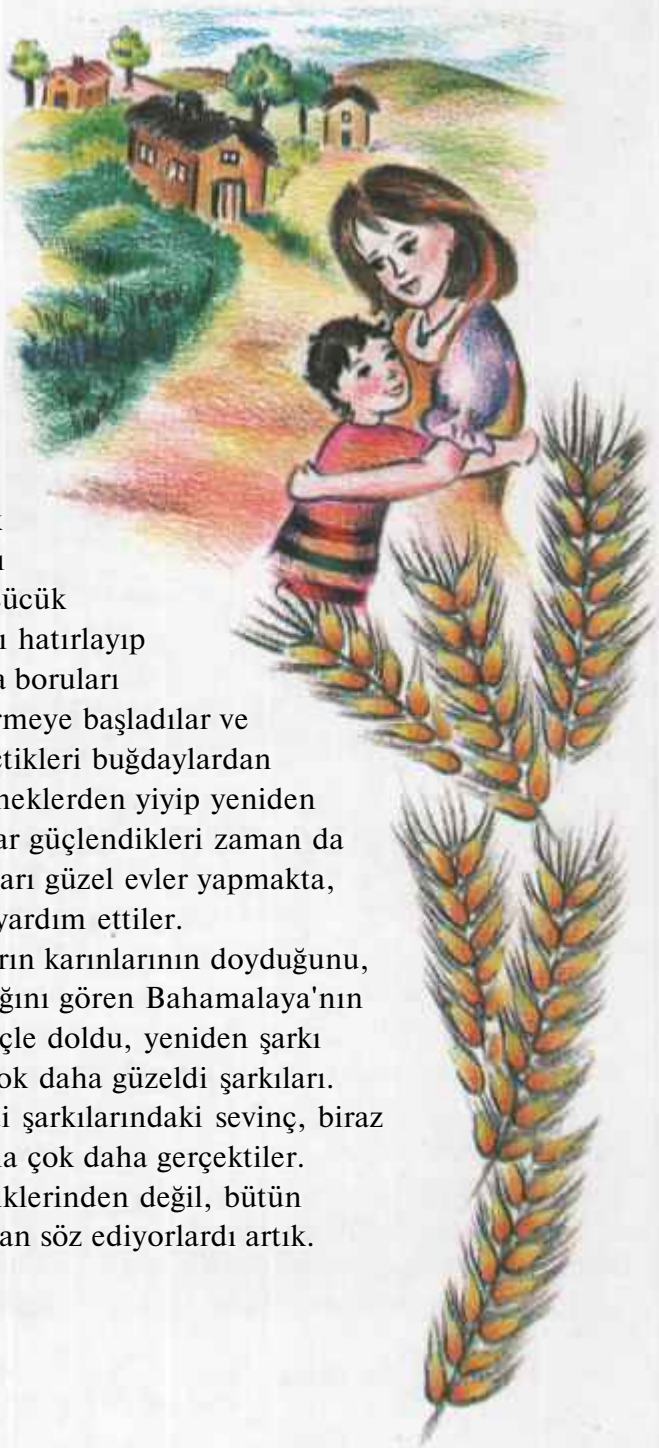 ücük
ı hatırlayıp
a boruları
rmeye başladılar ve
etikleri buğdaylardan
neklerden yiyip yeniden
ar güçlendikleri zaman da
ları güzel evler yapmakta,
yardım ettiler.
rın karınlarının doyduğunu,
ğını gören Bahamalaya'nın
çle doldu, yeniden şarkı
ok daha güzeldi şarkıları.
i şarkılarındaki sevinç, biraz
a çok daha gerçektiler.
klerinden değil, bütün
an söz ediyorlardı artık.